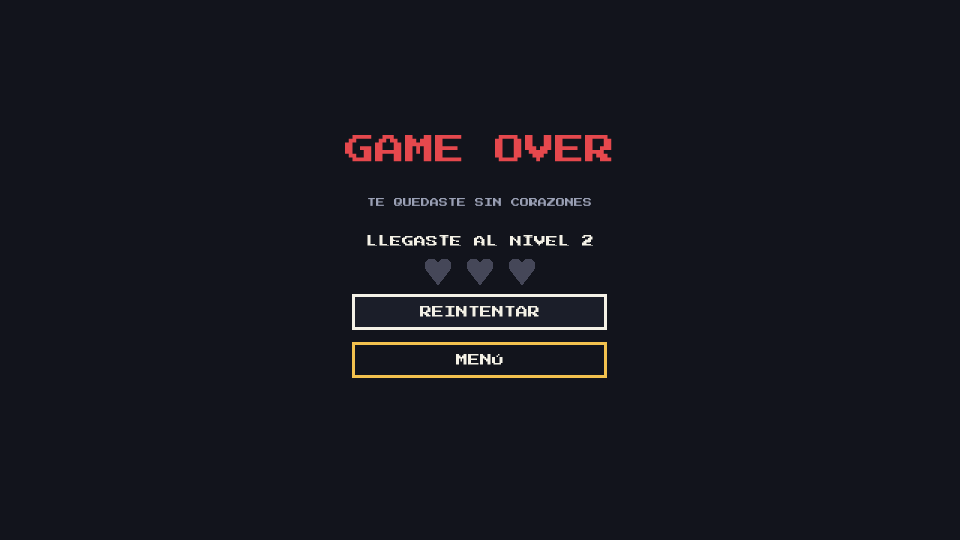 GAME OVER
TE QUEDASTE SIN CORAZONES
LLEGASTE AL NIVEL 2
REINTENTAR
MENú